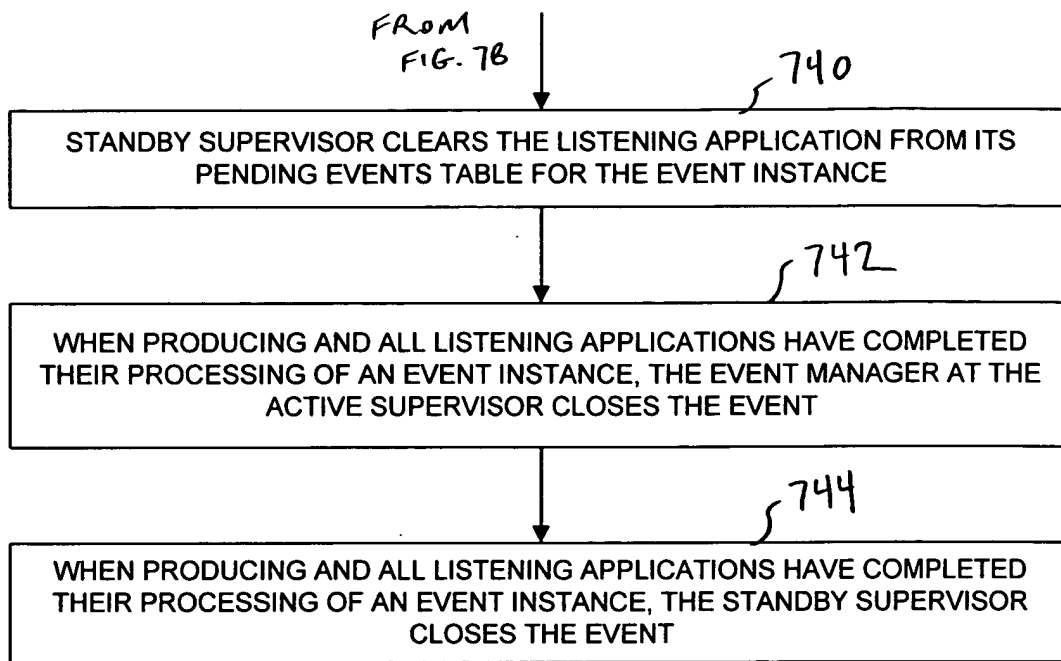 FROM
FIG. 7B
740
STANDBY SUPERVISOR CLEARS THE LISTENING APPLICATION FROM ITS
PENDING EVENTS TABLE FOR THE EVENT INSTANCE
742
WHEN PRODUCING AND ALL LISTENING APPLICATIONS HAVE COMPLETED
THEIR PROCESSING OF AN EVENT INSTANCE, THE EVENT MANAGER AT THE
ACTIVE SUPERVISOR CLOSES THE EVENT
744
WHEN PRODUCING AND ALL LISTENING APPLICATIONS HAVE COMPLETED
THEIR PROCESSING OF AN EVENT INSTANCE, THE STANDBY SUPERVISOR
CLOSES THE EVENT